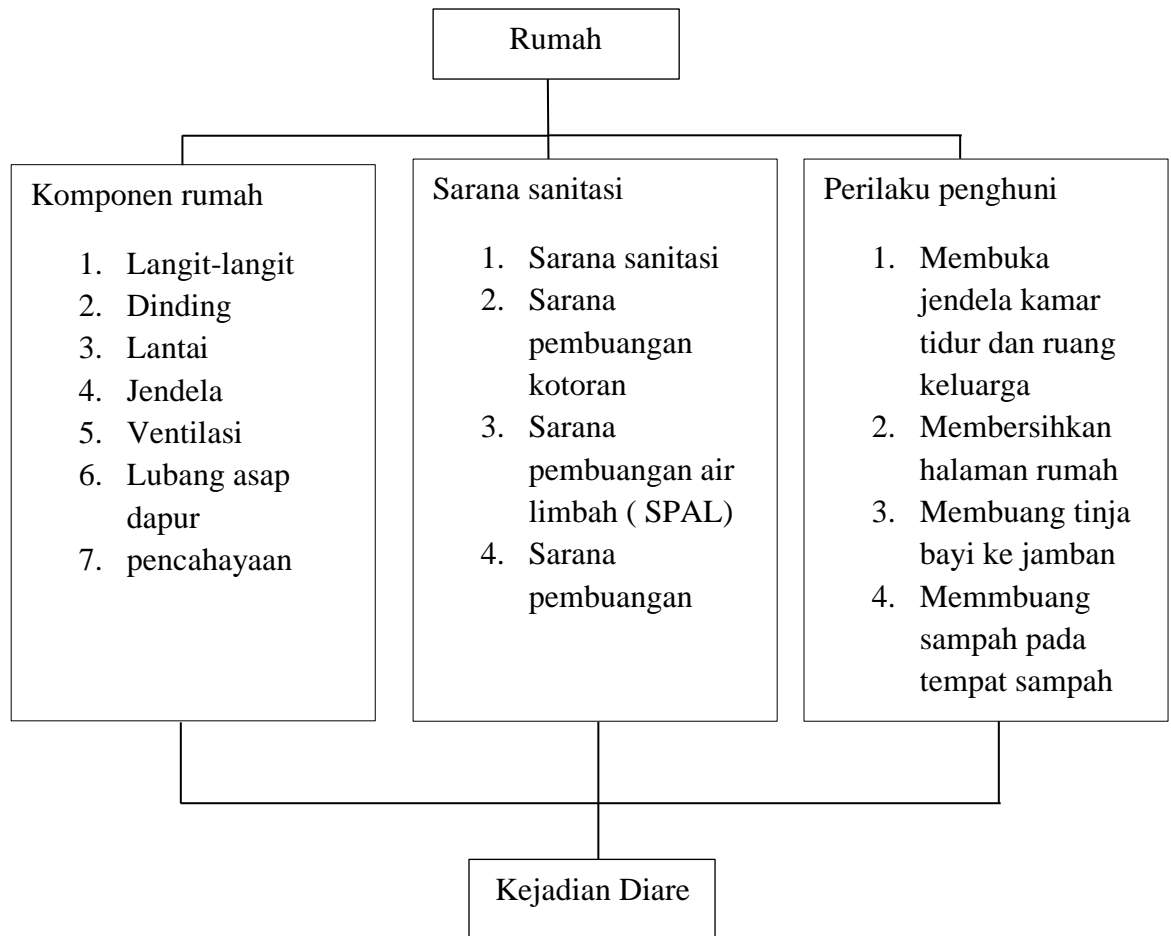 Rumah
Komponen rumah
1. Langit-langit
2. Dinding
3. Lantai
4. Jendela
5. Ventilasi
6. Lubang asap
dapur
7. pencahayaan
Sarana sanitasi
1. Sarana sanitasi
2. Sarana
pembuangan
kotoran
3. Sarana
pembuangan air
limbah ( SPAL)
4. Sarana
pembuangan
Perilaku penghuni
1. Membuka
jendela kamar
tidur dan ruang
keluarga
2. Membersihkan
halaman rumah
3. Membuang tinja
bayi ke jamban
4. Memmbuang
sampah pada
tempat sampah
Kejadian Diare